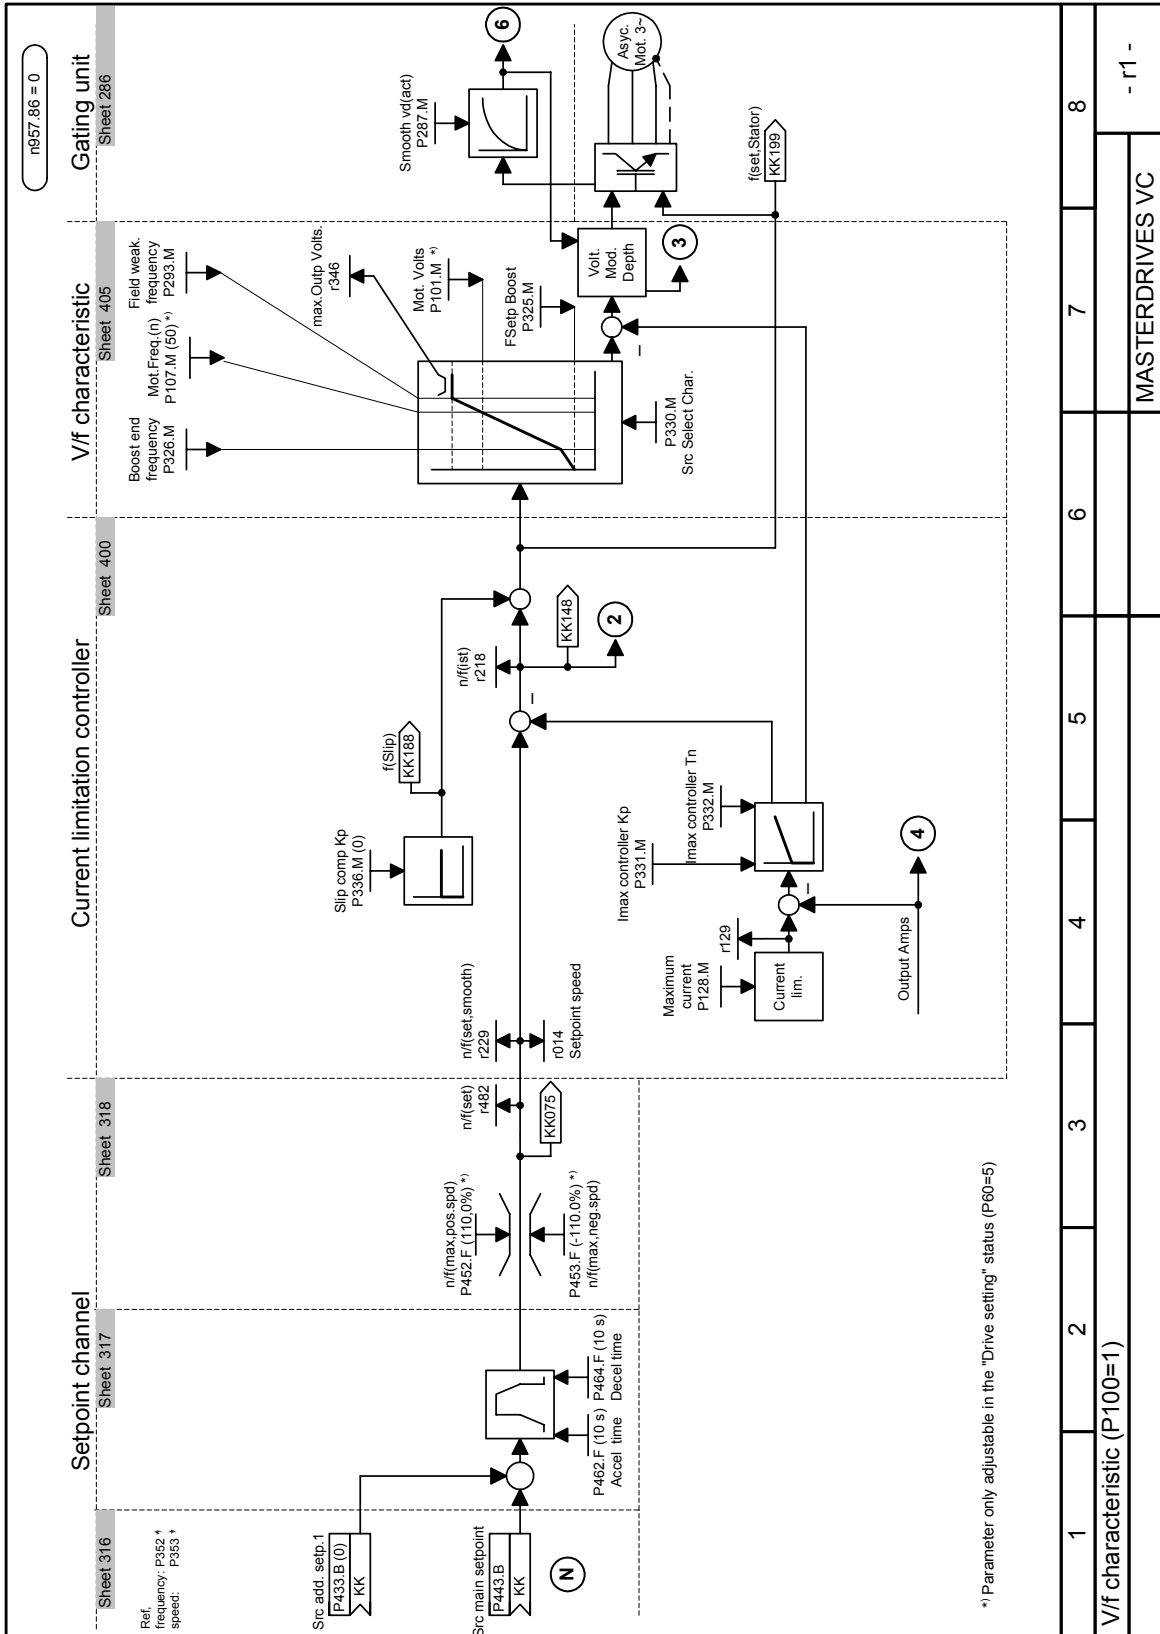 n957.86 = 0
Setpoint channel
Current limitation controller
V/f characteristic
Gating unit
Sheet 316
Sheet 317
Sheet 318
Sheet 400
Sheet 405
Sheet 286
Ref,
frequency: P352 *
speed: P353 *
Src add. setp.1
P433.B (0)
KK
Src main setpoint
P443.B
KK
N
P462.F (10 s)
Accel time
P464.F (10 s)
Decel time
n/f(max,pos.spd)
P452.F (110,0%) *)
P453.F (-110.0%) *)
n/f(max,neg.spd)
n/f(set)
r482
KK075
n/f(set,smooth)
r229
r014
Setpoint speed
Slip comp Kp
P336.M (0)
f(Slip)
KK188
n/f(ist)
r218
KK148
2
Maximum
current
P128.M
r129
Current
lim.
Imax controller Kp
P331.M
Imax controller Tn
P332.M
Output Amps
4
Boost end
frequency
P326.M
Mot.Freq.(n)
P107.M (50) *)
Field weak.
frequency
P293.M
max.Outp Volts.
r346
Mot. Volts
P101.M *)
FSetp Boost
P325.M
P330.M
Src Select Char.
Volt.
Mod.
Depth
3
Smooth vd(act)
P287.M
6
Asyc.
Mot. 3~
f(set,Stator)
KK199
*) Parameter only adjustable in the "Drive setting" status (P60=5)
1
2
3
4
5
6
7
8
V/f characteristic (P100=1)
MASTERDRIVES VC
- r1 -